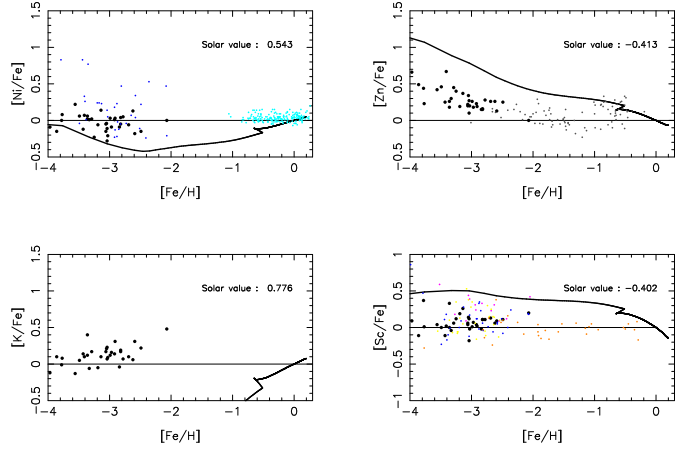 1.5
1
0.5
0
0.5
[Ni/Fe]
Solar value : 0.543
−4 −3 −2 −1 0
[Fe/H]
1.5
1
0.5
0
0.5
[Zn/Fe]
Solar value : −0.413
−4 −3 −2 −1 0
[Fe/H]
1.5
1
0.5
0
0.5
[K/Fe]
Solar value : 0.776
−4 −3 −2 −1 0
[Fe/H]
1
0.5
0
−0.5
−1
[Sc/Fe]
Solar value : −0.402
−4 −3 −2 −1 0
[Fe/H]